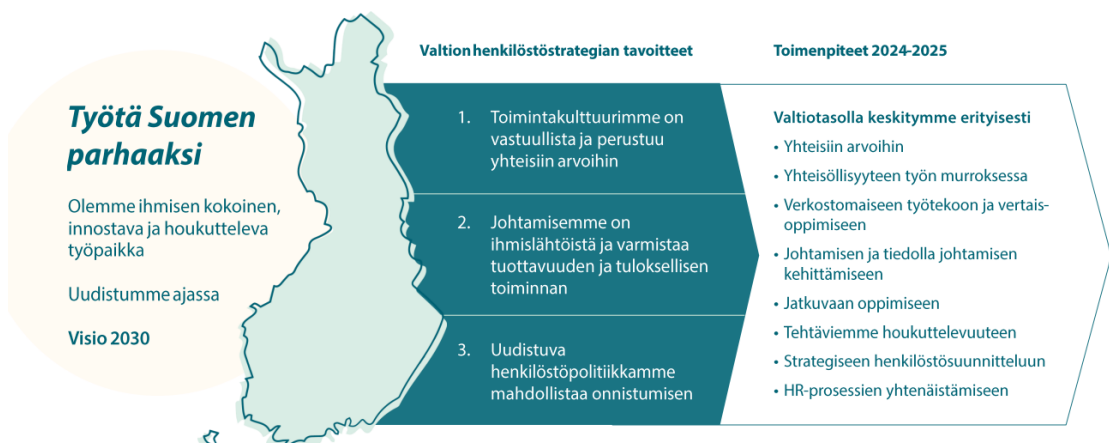 Työtä Suomen
parhaaksi
Olemme ihmisen kokoinen,
innostava ja houkutteleva
työpaikka
Uudistumme ajassa
Visio 2030
Valtion henkilöstöstrategian tavoitteet
1. Toimintakulttuurimme on
vastuullista ja perustuu
yhteisiin arvoihin
2. Johtamisemme on
ihmislähtöistä ja varmistaa
tuottavuuden ja tuloksellisen
toiminnan
3. Uudistuva
henkilöstöpolitiikkamme
mahdollistaa onnistumisen
Toimenpiteet 2024-2025
Valtiotasolla keskitymme erityisesti
• Yhteisiin arvoihin
• Yhteisöllisyyteen työn murroksessa
• Verkostomaiseen työtekoon ja vertais-
oppimiseen
• Johtamisen ja tiedolla johtamisen
kehittämiseen
• Jatkuvaan oppimiseen
• Tehtäviemme houkuttelevuuteen
• Strategiseen henkilöstösuunnitteluun
• HR-prosessien yhtenäistämiseen